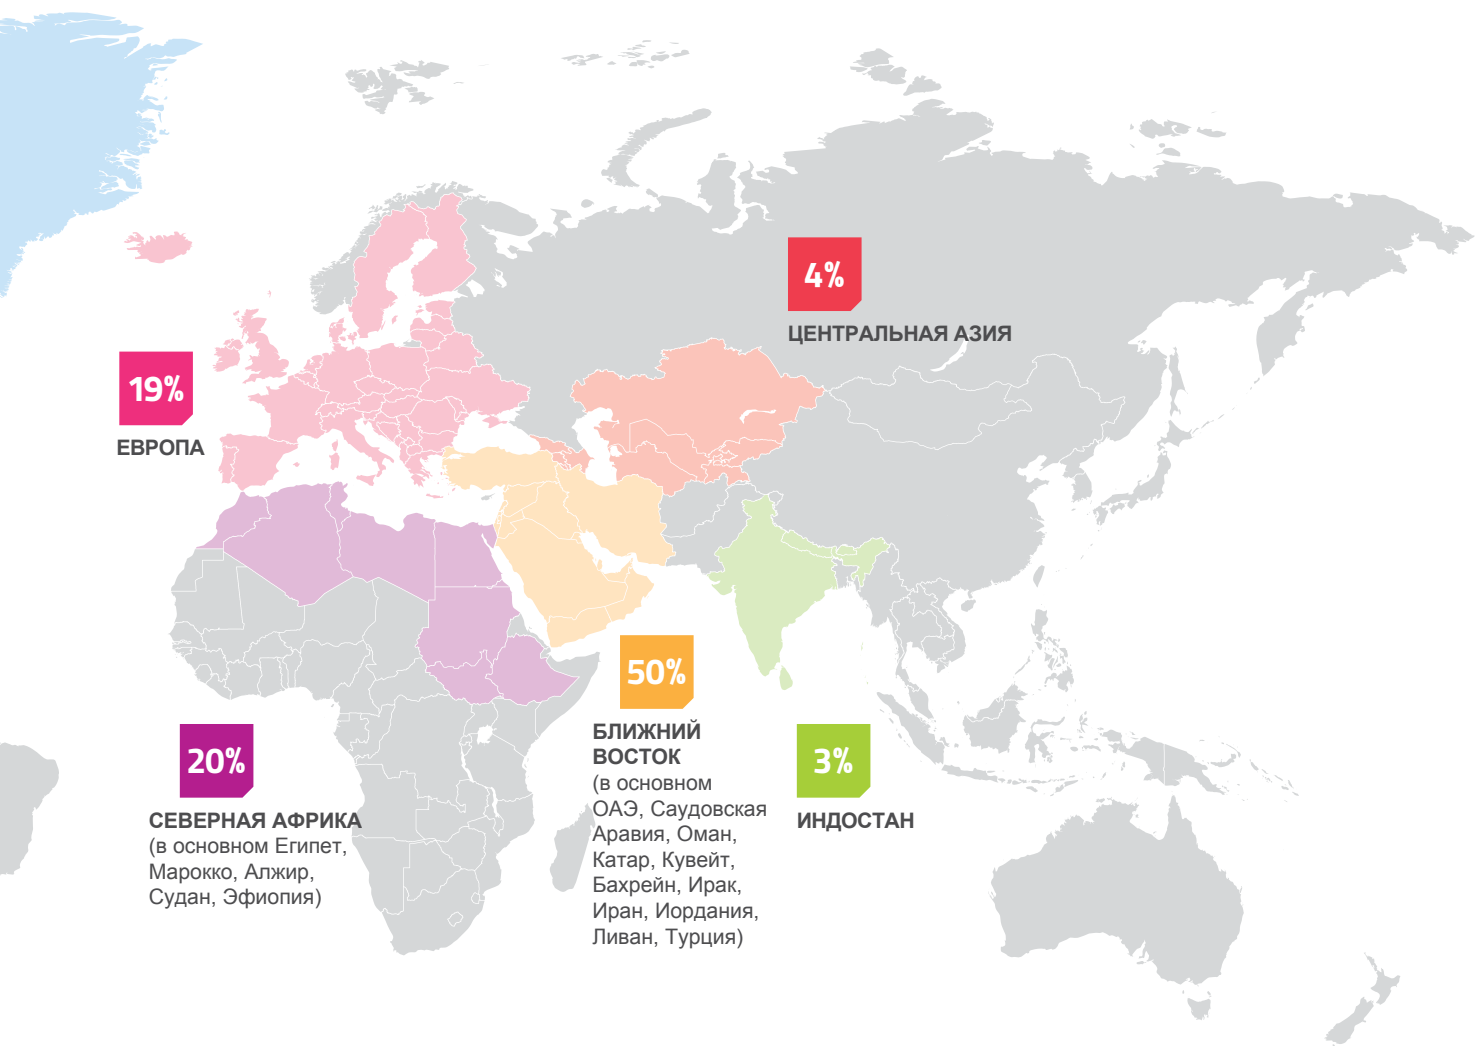 4%
ЦЕНТРАЛЬНАЯ АЗИЯ
19%
ЕВРОПА
50%
БЛИЖНИЙ
ВОСТОК
(в основном
ОАЭ, Саудовская
Аравия, Оман,
Катар, Кувейт,
Бахрейн, Ирак,
Иран, Иордания,
Ливан, Турция)
20%
СЕВЕРНАЯ АФРИКА
(в основном Египет,
Марокко, Алжир,
Судан, Эфиопия)
3%
ИНДОСТАН